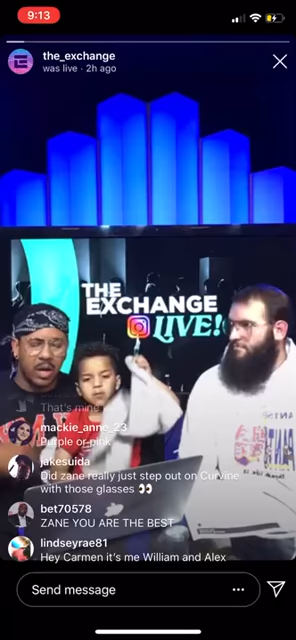 9:13
the_exchange
was live · 2h ago
THE
EXCHANGE
LIVE!
That's mine
mackie_anne_23
Purple or pink
jakesuida
Did zane really just step out on Curvine
with those glasses 👀
bet70578
ZANE YOU ARE THE BEST
lindseyrae81
Hey Carmen it's me William and Alex
Send message